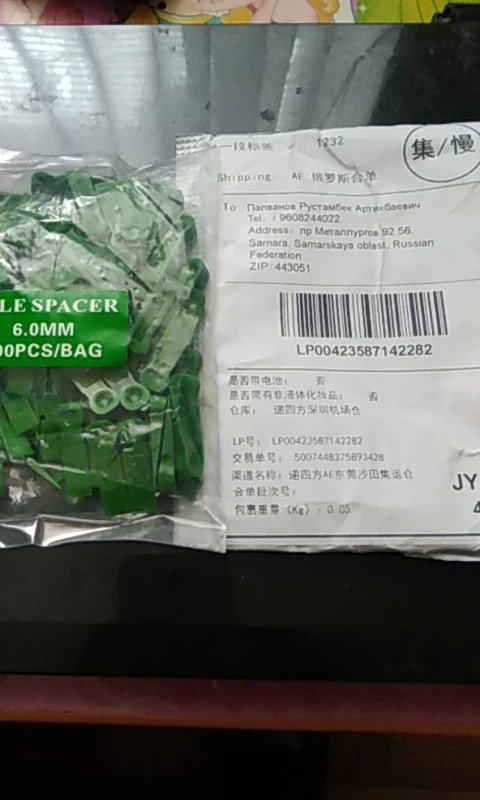 LE SPACER
6.0MM
00PCS/BAG
一段标签 1232
集/慢
Shipping: AE 俄罗斯合单
To: Палванов Рустамбек Артикбаевич
Tel: / 9608244022
Address: пр Металлургов 92 56,
Samara, Samarskaya oblast, Russian
Federation
ZIP 443051
LP00423587142282
是否带电池: 否
是否带有非液体化妆品: 否
仓库: 递四方深圳机场仓
LP号: LP00423587142282
交易单号: 5007448375893428
渠道名称: 递四方AE东莞沙田集运仓
合单批次号:
包裹重量 (Kg): 0.05
JY
4